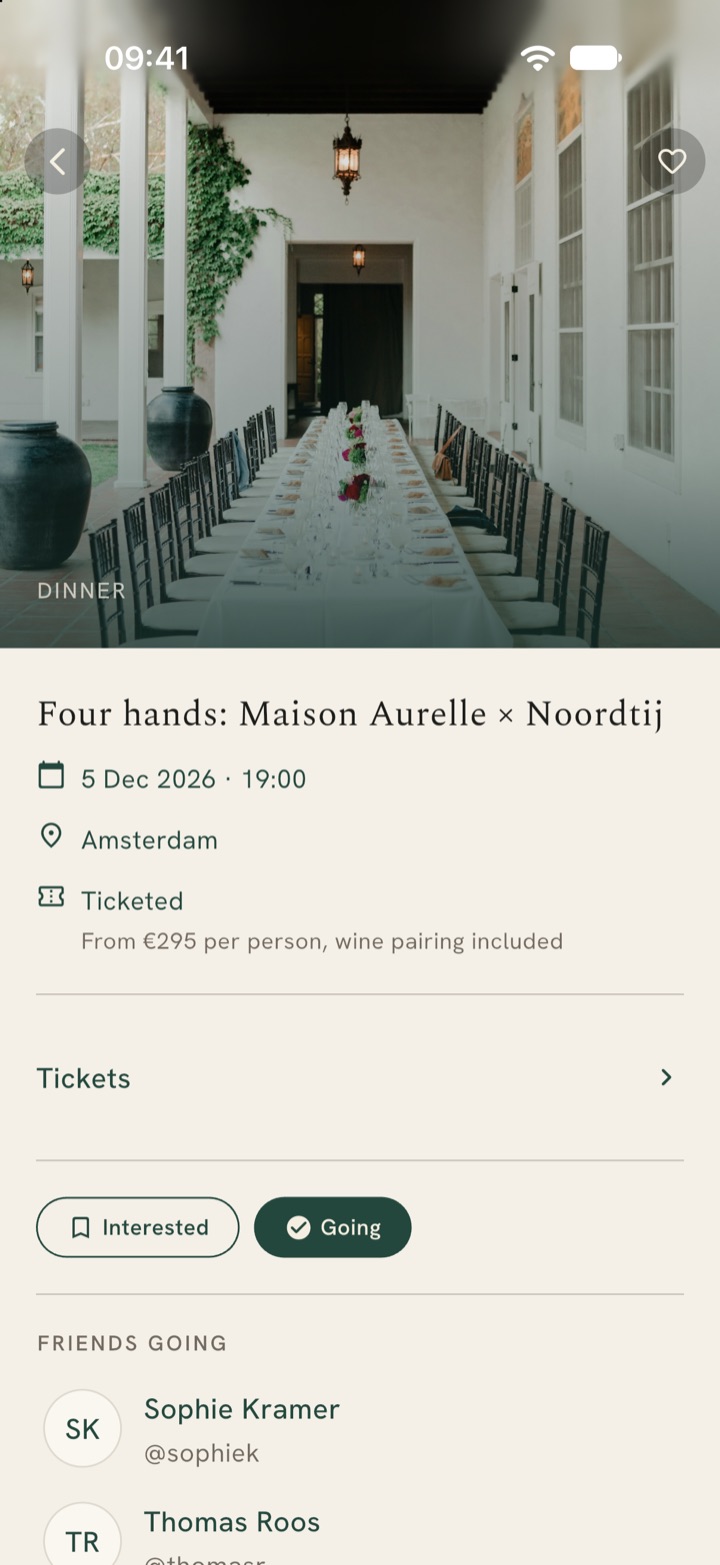 09:41
DINNER
Four hands: Maison Aurelle × Noordtij
5 Dec 2026 · 19:00
Amsterdam
Ticketed
From €295 per person, wine pairing included
Tickets
Interested
Going
FRIENDS GOING
SK
Sophie Kramer
@sophiek
TR
Thomas Roos
@thomasr